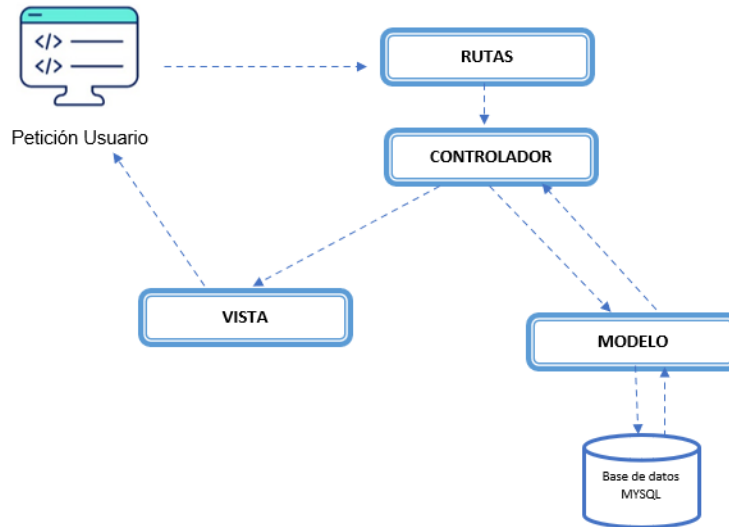 </>
</>
Petición Usuario
RUTAS
CONTROLADOR
VISTA
MODELO
Base de datos
MYSQL